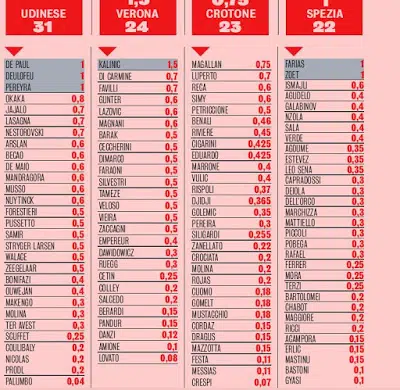 UDINESE
31
DE PAUL 1
DEULOFEU 1
PEREYRA 1
OKAKA 0,8
JAJALO 0,7
LASAGNA 0,7
NESTOROVSKI 0,7
ARSLAN 0,6
BECAO 0,6
DE MAIO 0,6
MANDRAGORA 0,6
MUSSO 0,6
NUYTINCK 0,6
FORESTIERI 0,5
PUSSETTO 0,5
SAMIR 0,5
STRYGER LARSEN 0,5
WALACE 0,5
ZEEGELAAR 0,5
BONIFAZI 0,4
OUWEJAN 0,4
MAKENGO 0,3
MOLINA 0,3
TER AVEST 0,3
SCUFFET 0,25
COULIBALY 0,2
NICOLAS 0,2
PRODL 0,2
PALUMBO 0,04
1,5
VERONA
24
KALINIC 1,5
DI CARMINE 0,7
FAVILLI 0,7
GUNTER 0,6
LAZOVIC 0,6
MAGNANI 0,6
BARAK 0,5
CECCHERINI 0,5
DIMARCO 0,5
FARAONI 0,5
SILVESTRI 0,5
TAMEZE 0,5
VELOSO 0,5
VIEIRA 0,5
ZACCAGNI 0,5
EMPEREUR 0,4
DAWIDOWICZ 0,3
RUEGG 0,3
CETIN 0,25
COLLEY 0,2
SALCEDO 0,2
BERARDI 0,15
PANDUR 0,15
DANZI 0,12
AMIONE 0,1
LOVATO 0,08
0,75
CROTONE
23
MAGALLAN 0,75
LUPERTO 0,7
RECA 0,6
SIMY 0,6
PETRICCIONE 0,5
BENALI 0,46
RIVIERE 0,45
CIGARINI 0,425
EDUARDO 0,425
MARRONE 0,4
VULIC 0,4
RISPOLI 0,37
DJIDJI 0,365
GOLEMIC 0,35
PEREIRA 0,3
SILIGARDI 0,255
ZANELLATO 0,22
CROCIATA 0,2
MOLINA 0,2
ROJAS 0,2
CUOMO 0,18
GOMELT 0,18
MUSTACCHIO 0,18
CORDAZ 0,15
DRAGUS 0,15
MAZZOTTA 0,15
FESTA 0,11
MESSIAS 0,11
CRESPI 0,07
1
SPEZIA
22
FARIAS 1
ZOET 1
ISMAJLI 0,6
AGUDELO 0,4
GALABINOV 0,4
NZOLA 0,4
SALA 0,4
VERDE 0,4
AGOUME 0,35
ESTEVEZ 0,35
LEO SENA 0,35
CAPRADOSSI 0,3
DEIOLA 0,3
DELL'ORCO 0,3
MARCHIZZA 0,3
MATTIELLO 0,3
PICCOLI 0,3
POBEGA 0,3
RAFAEL 0,3
FERRER 0,25
MORA 0,25
TERZI 0,25
BARTOLOMEI 0,2
CHABOT 0,2
MAGGIORE 0,2
RICCI 0,2
ACAMPORA 0,15
ERLIC 0,15
MASTINU 0,15
BASTONI 0,1
GYASI 0,1